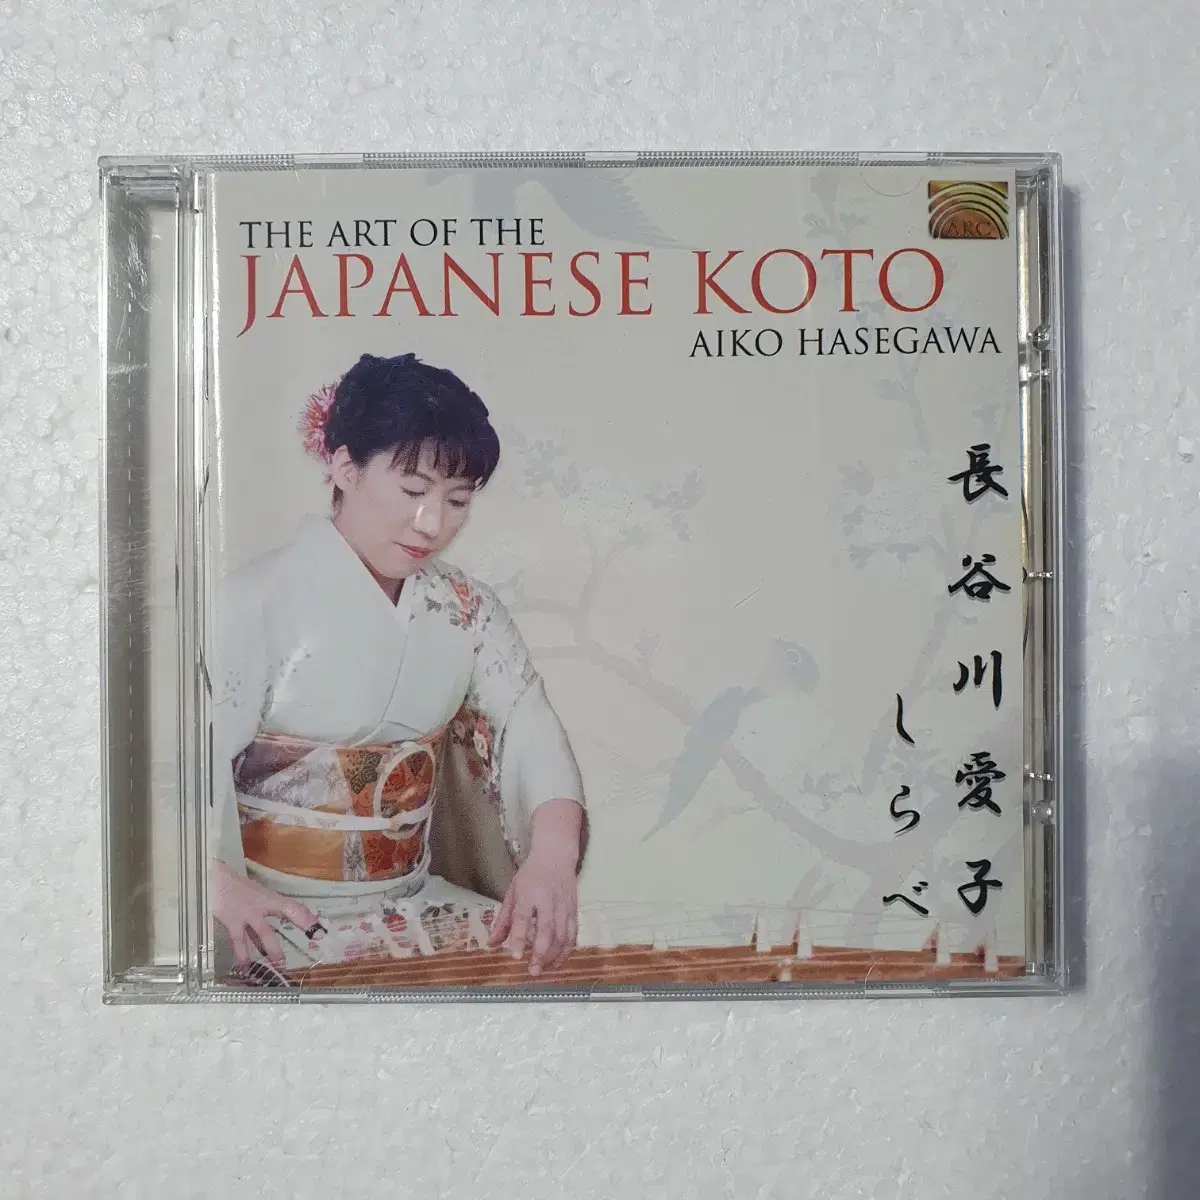 THE ART OF THE
JAPANESE KOTO
AIKO HASEGAWA
ARC
長谷川愛子
しらべ